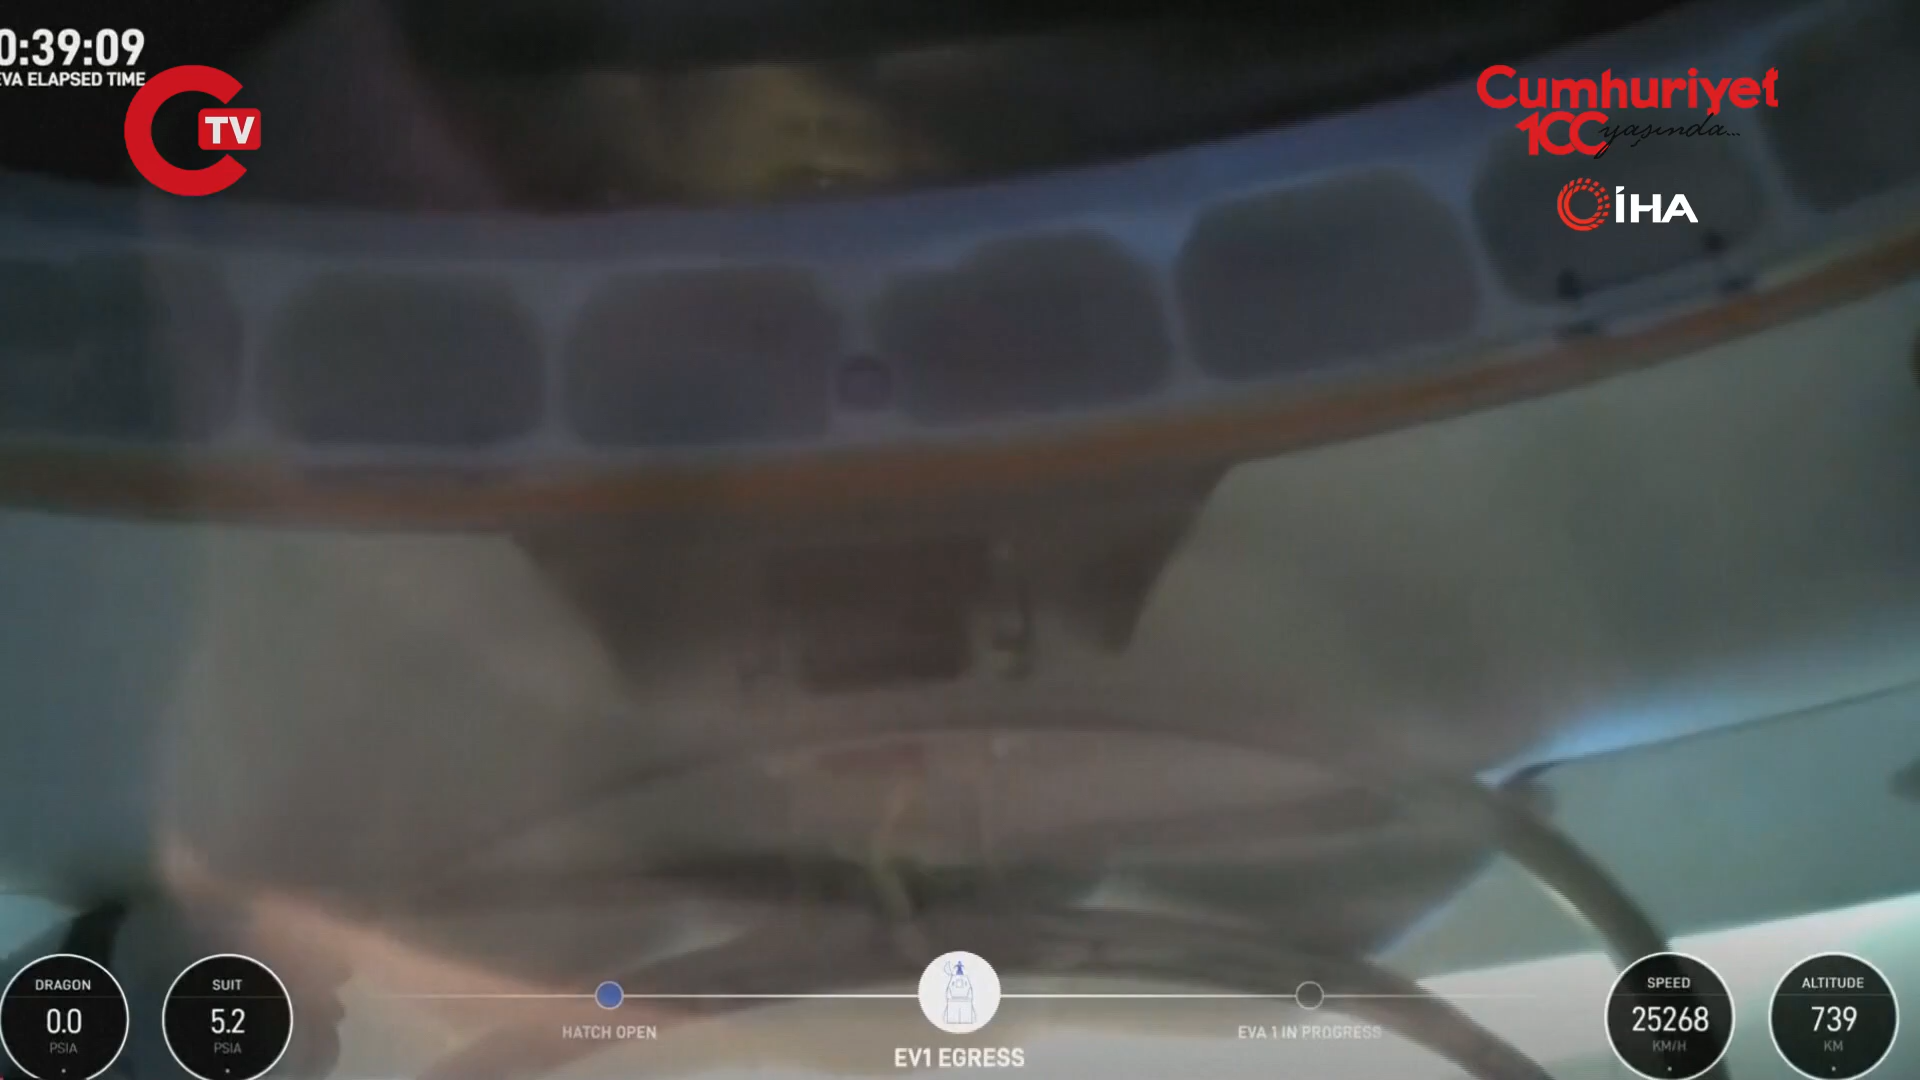 0:39:09
EVA ELAPSED TIME
TV
Cumhuriyet
100 yaşında...
İHA
DRAGON
0.0
PSIA
SUIT
5.2
PSIA
HATCH OPEN
EV1 EGRESS
EVA 1 IN PROGRESS
SPEED
25268
KM/H
ALTITUDE
739
KM